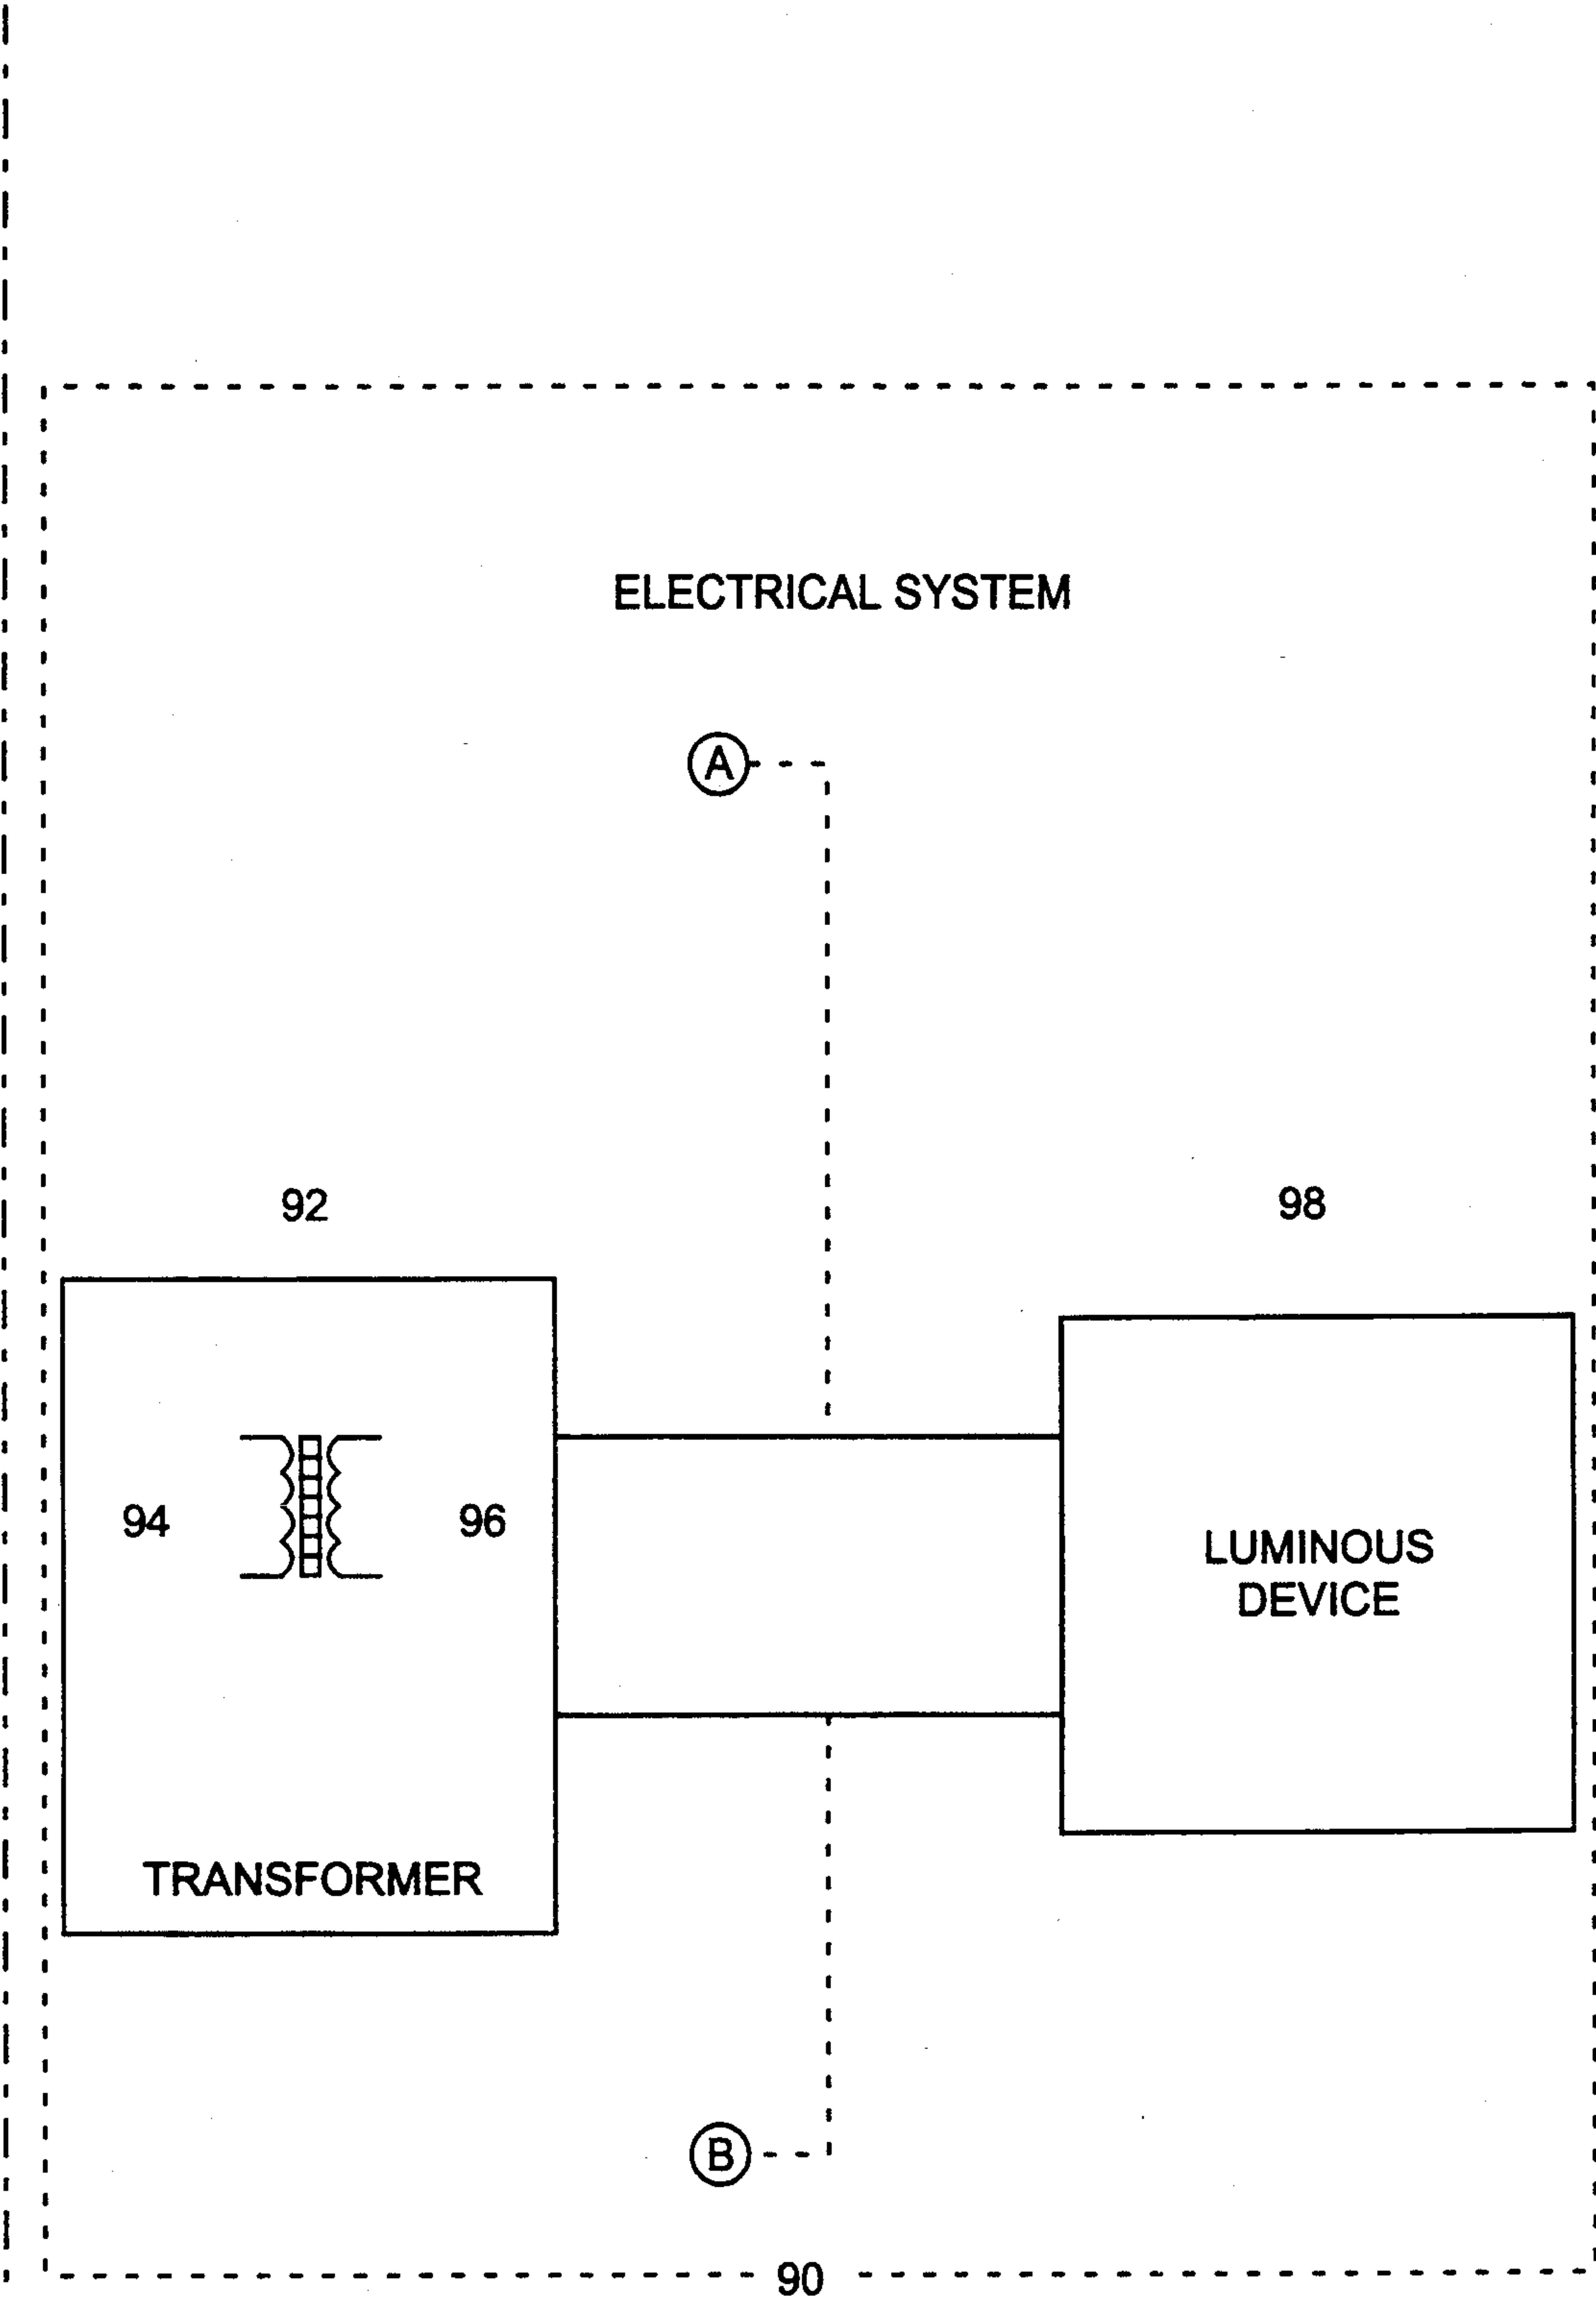 ELECTRICAL SYSTEM
A
92
98
94
96
LUMINOUS
DEVICE
TRANSFORMER
B
90